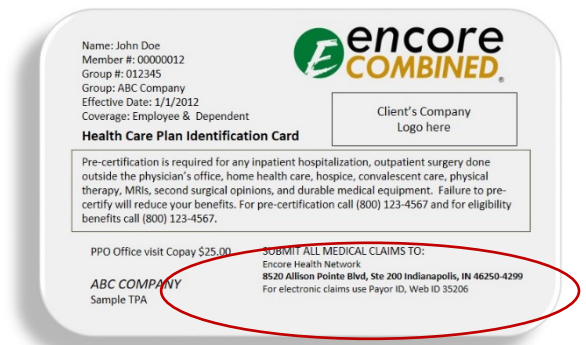 Name: John Doe
Member #: 00000012
Group #: 012345
Group: ABC Company
Effective Date: 1/1/2012
Coverage: Employee & Dependent
Health Care Plan Identification Card
E encore
COMBINED®
Client's Company
Logo here
Pre-certification is required for any inpatient hospitalization, outpatient surgery done
outside the physician's office, home health care, hospice, convalescent care, physical
therapy, MRIs, second surgical opinions, and durable medical equipment. Failure to pre-
certify will reduce your benefits. For pre-certification call (800) 123-4567 and for eligibility
benefits call (800) 123-4567.
PPO Office visit Copay $25.00
ABC COMPANY
Sample TPA
SUBMIT ALL MEDICAL CLAIMS TO:
Encore Health
Network
8520 Allison Pointe Blvd, Ste 200 Indianapolis, IN 46250-4299
For electronic claims use Payor ID, Web ID 35206